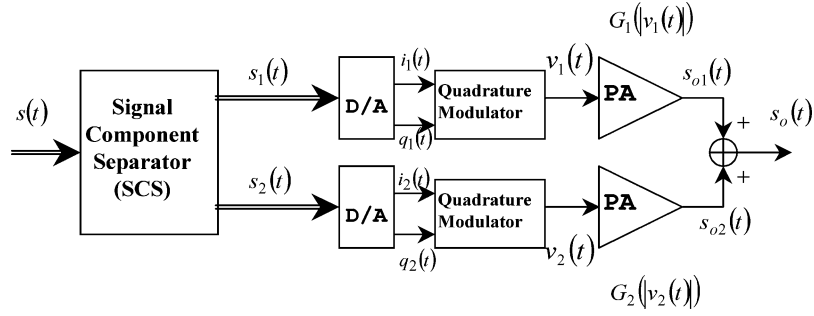 G₁(|v₁(t)|)
s(t)
Signal
Component
Separator
(SCS)
s₁(t)
D/A
i₁(t)
q₁(t)
Quadrature
Modulator
v₁(t)
PA
sₒ₁(t)
+
sₒ(t)
s₂(t)
D/A
i₂(t)
q₂(t)
Quadrature
Modulator
v₂(t)
PA
+
sₒ₂(t)
G₂(|v₂(t)|)